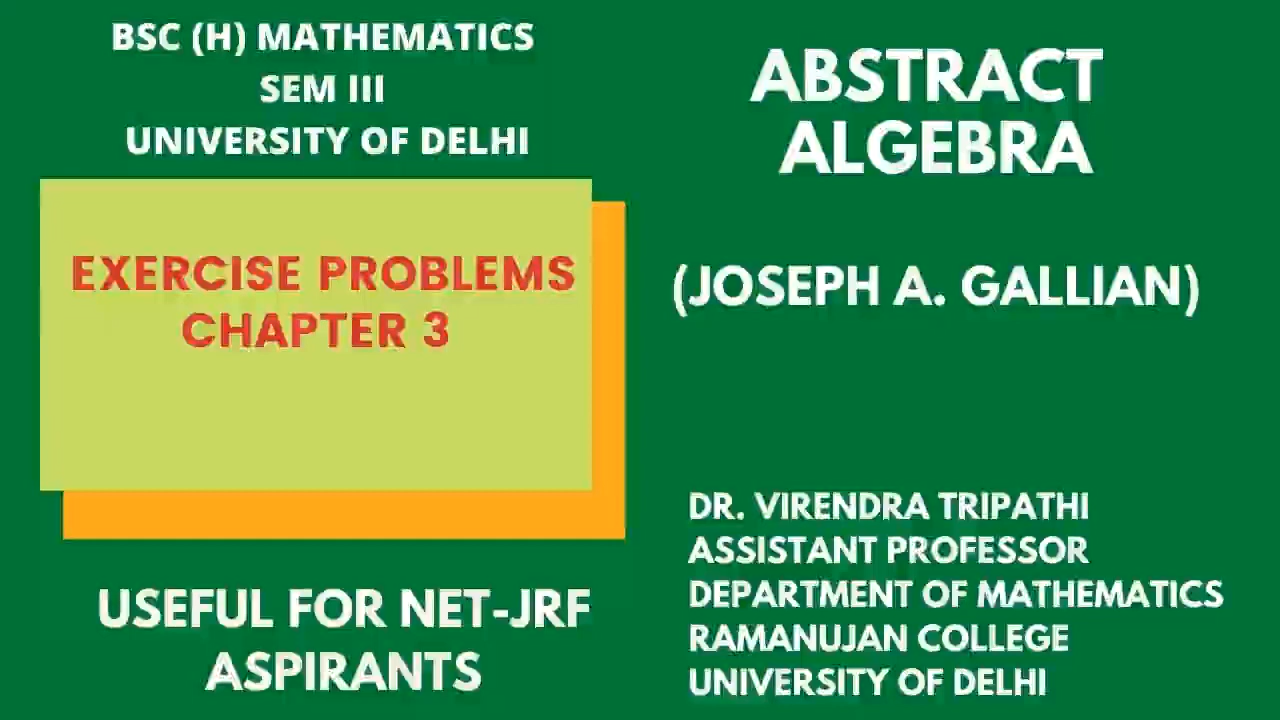 BSC (H) MATHEMATICS
SEM III
UNIVERSITY OF DELHI
EXERCISE PROBLEMS
CHAPTER 3
USEFUL FOR NET-JRF
ASPIRANTS
ABSTRACT
ALGEBRA
(JOSEPH A. GALLIAN)
DR. VIRENDRA TRIPATHI
ASSISTANT PROFESSOR
DEPARTMENT OF MATHEMATICS
RAMANUJAN COLLEGE
UNIVERSITY OF DELHI